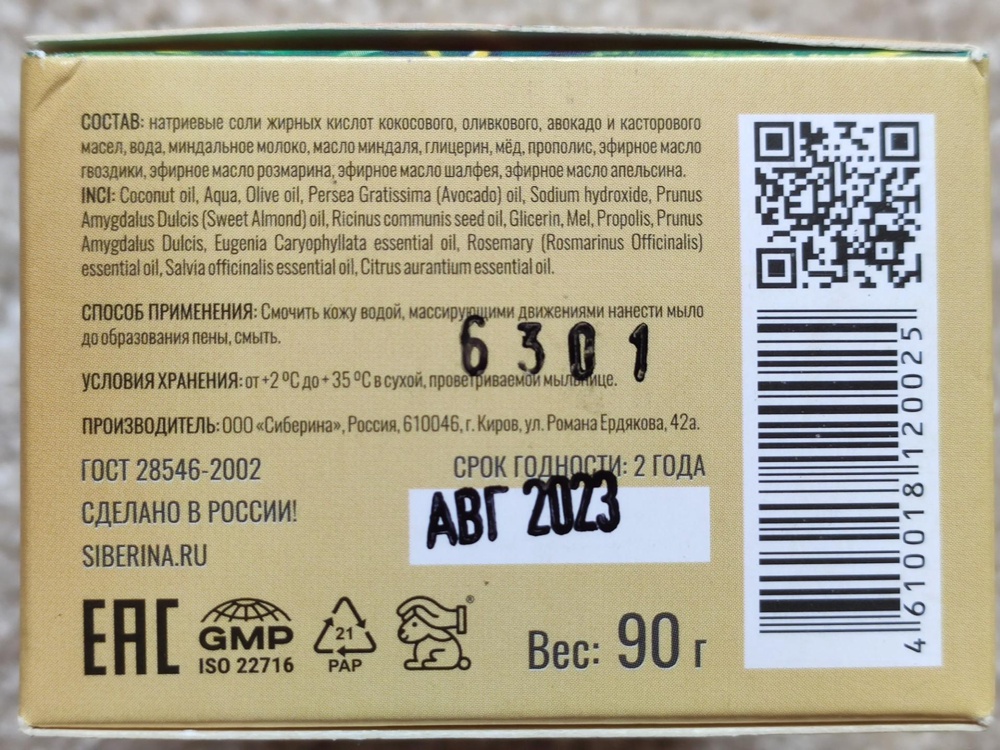 СОСТАВ: натриевые соли жирных кислот кокосового, оливкового, авокадо и касторового
масел, вода, миндальное молоко, масло миндаля, глицерин, мёд, прополис, эфирное масло
гвоздики, эфирное масло розмарина, эфирное масло шалфея, эфирное масло апельсина.
INCI: Coconut oil, Aqua, Olive oil, Persea Gratissima (Avocado) oil, Sodium hydroxide, Prunus
Amygdalus Dulcis (Sweet Almond) oil, Ricinus communis seed oil, Glicerin, Mel, Propolis, Prunus
Amygdalus Dulcis, Eugenia Caryophyllata essential oil, Rosemary (Rosmarinus Officinalis)
essential oil, Salvia officinalis essential oil, Citrus aurantium essential oil.
СПОСОБ ПРИМЕНЕНИЯ: Смочить кожу водой, массирующими движениями нанести мыло
до образования пены, смыть.
6301
УСЛОВИЯ ХРАНЕНИЯ: от +2 ºС до + 35 ºС в сухой, проветриваемой мыльнице.
ПРОИЗВОДИТЕЛЬ: ООО «Сиберина», Россия, 610046, г. Киров, ул. Романа Ердякова, 42а.
ГОСТ 28546-2002
СДЕЛАНО В РОССИИ!
SIBERINA.RU
СРОК ГОДНОСТИ: 2 ГОДА
АВГ 2023
EAC
GMP
ISO 22716
21
PAP
®
Вес: 90 г
4 610018 120025